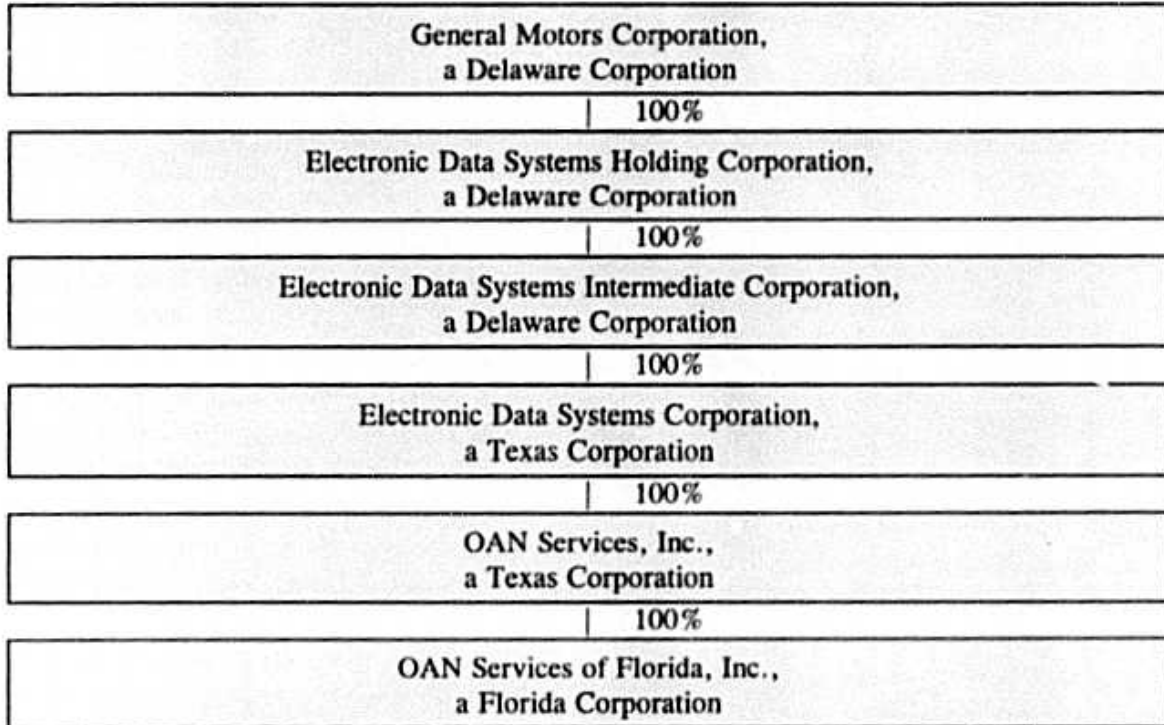 General Motors Corporation,
a Delaware Corporation
100%
Electronic Data Systems Holding Corporation,
a Delaware Corporation
100%
Electronic Data Systems Intermediate Corporation,
a Delaware Corporation
100%
Electronic Data Systems Corporation,
a Texas Corporation
100%
OAN Services, Inc.,
a Texas Corporation
100%
OAN Services of Florida, Inc.,
a Florida Corporation